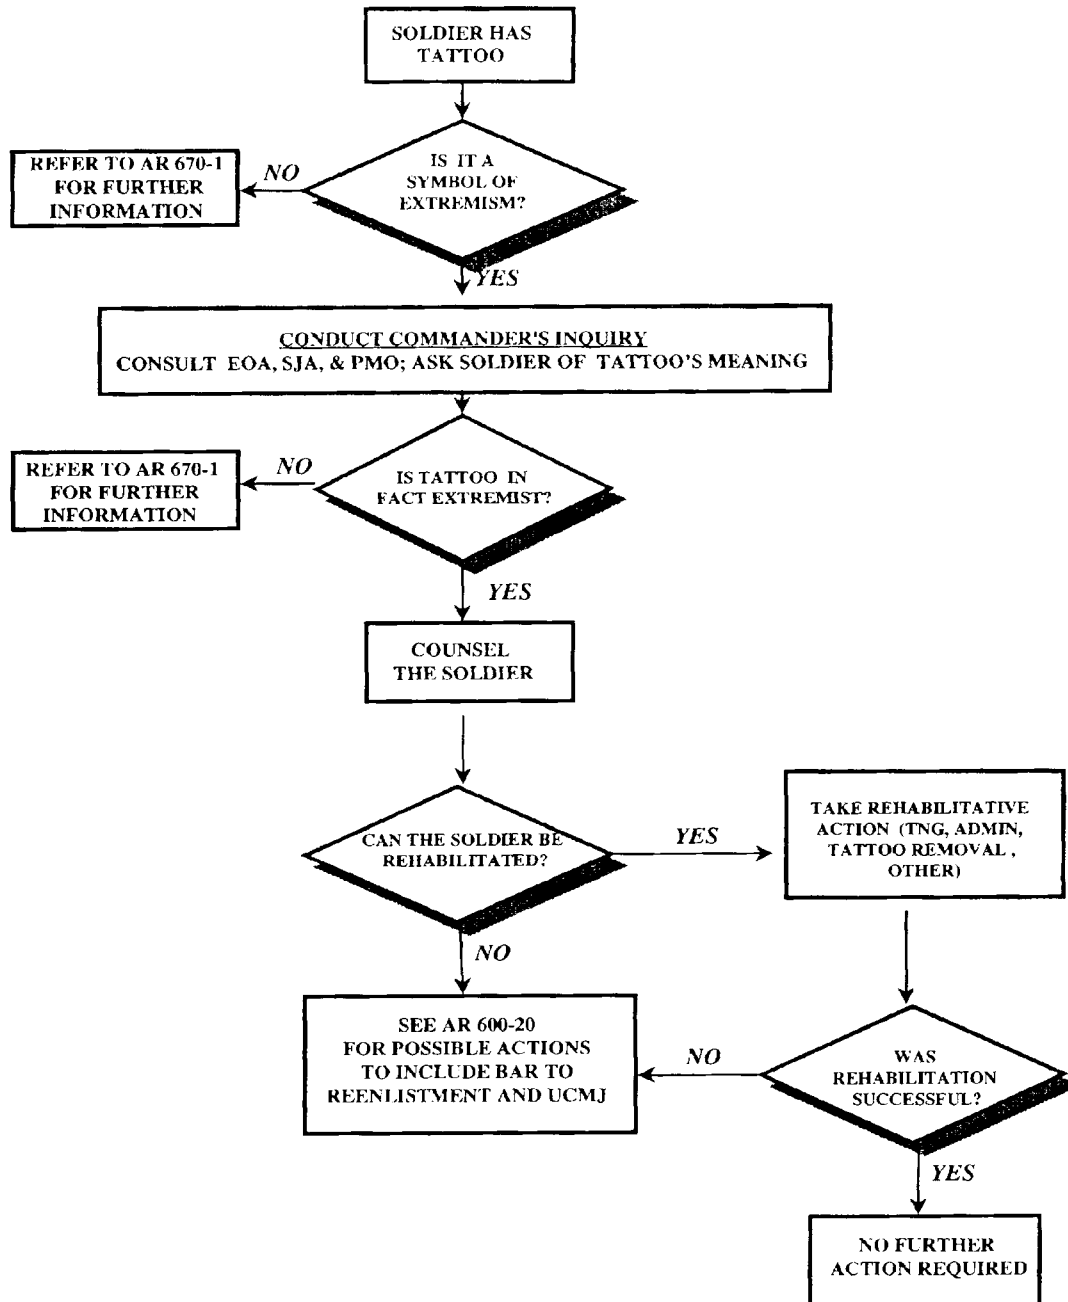 SOLDIER HAS
TATTOO
IS IT A
SYMBOL OF
EXTREMISM?
NO
REFER TO AR 670-1
FOR FURTHER
INFORMATION
YES
CONDUCT COMMANDER'S INQUIRY
CONSULT EOA, SJA, & PMO; ASK SOLDIER OF TATTOO'S MEANING
IS TATTOO IN
FACT EXTREMIST?
NO
REFER TO AR 670-1
FOR FURTHER
INFORMATION
YES
COUNSEL
THE SOLDIER
CAN THE SOLDIER BE
REHABILITATED?
YES
TAKE REHABILITATIVE
ACTION (TNG, ADMIN,
TATTOO REMOVAL ,
OTHER)
NO
SEE AR 600-20
FOR POSSIBLE ACTIONS
TO INCLUDE BAR TO
REENLISTMENT AND UCMJ
NO
WAS
REHABILITATION
SUCCESSFUL?
YES
NO FURTHER
ACTION REQUIRED